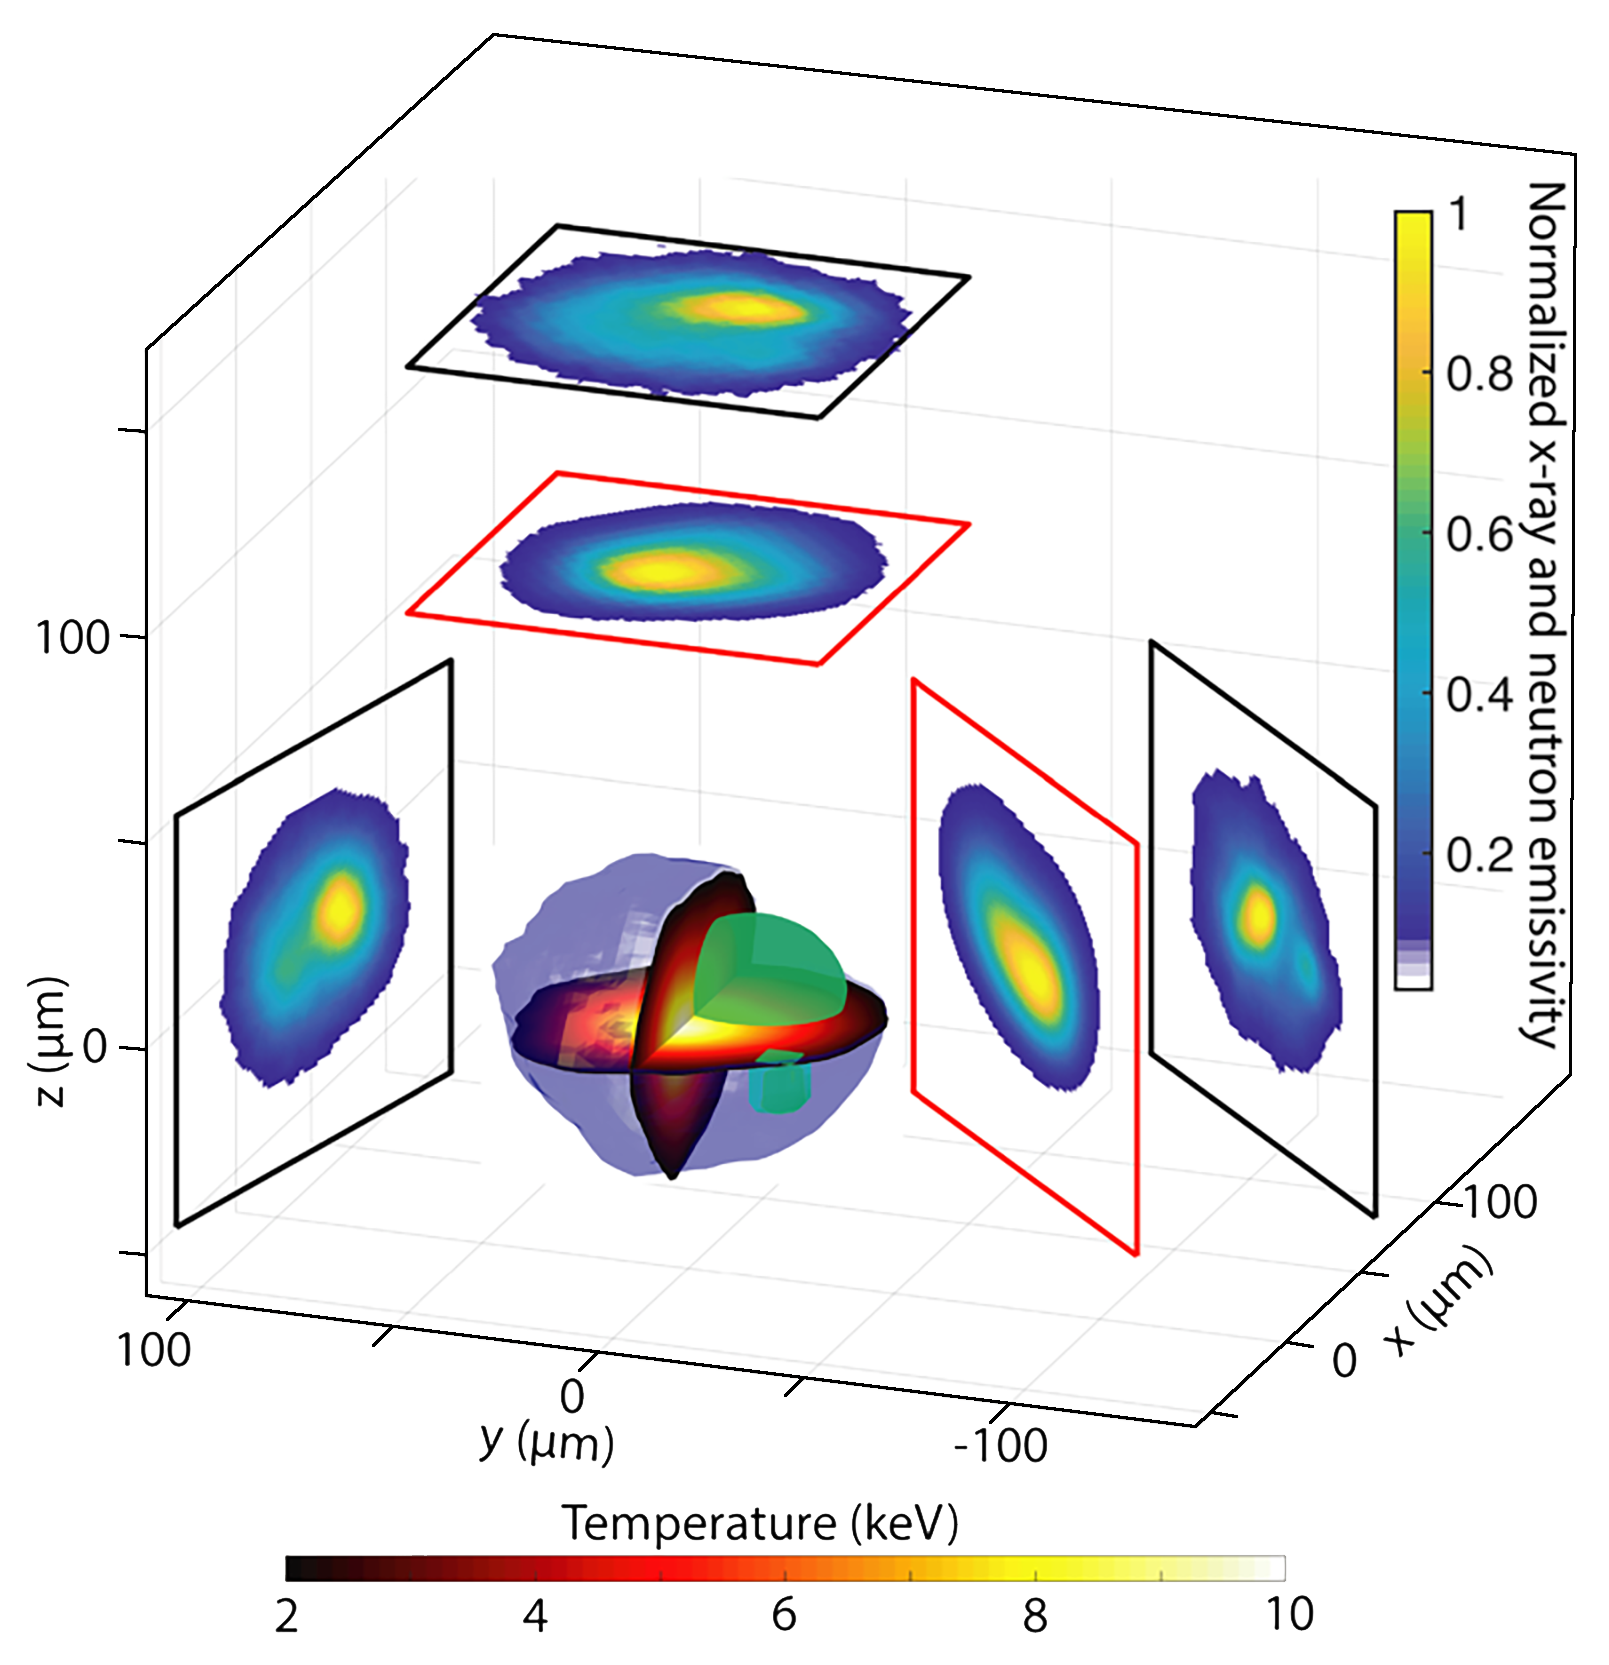 1
0.8
0.6
0.4
0.2
Normalized x-ray and neutron emissivity
100
0
z (µm)
100
0
-100
y (µm)
100
0
x (µm)
Temperature (keV)
2 4 6 8 10